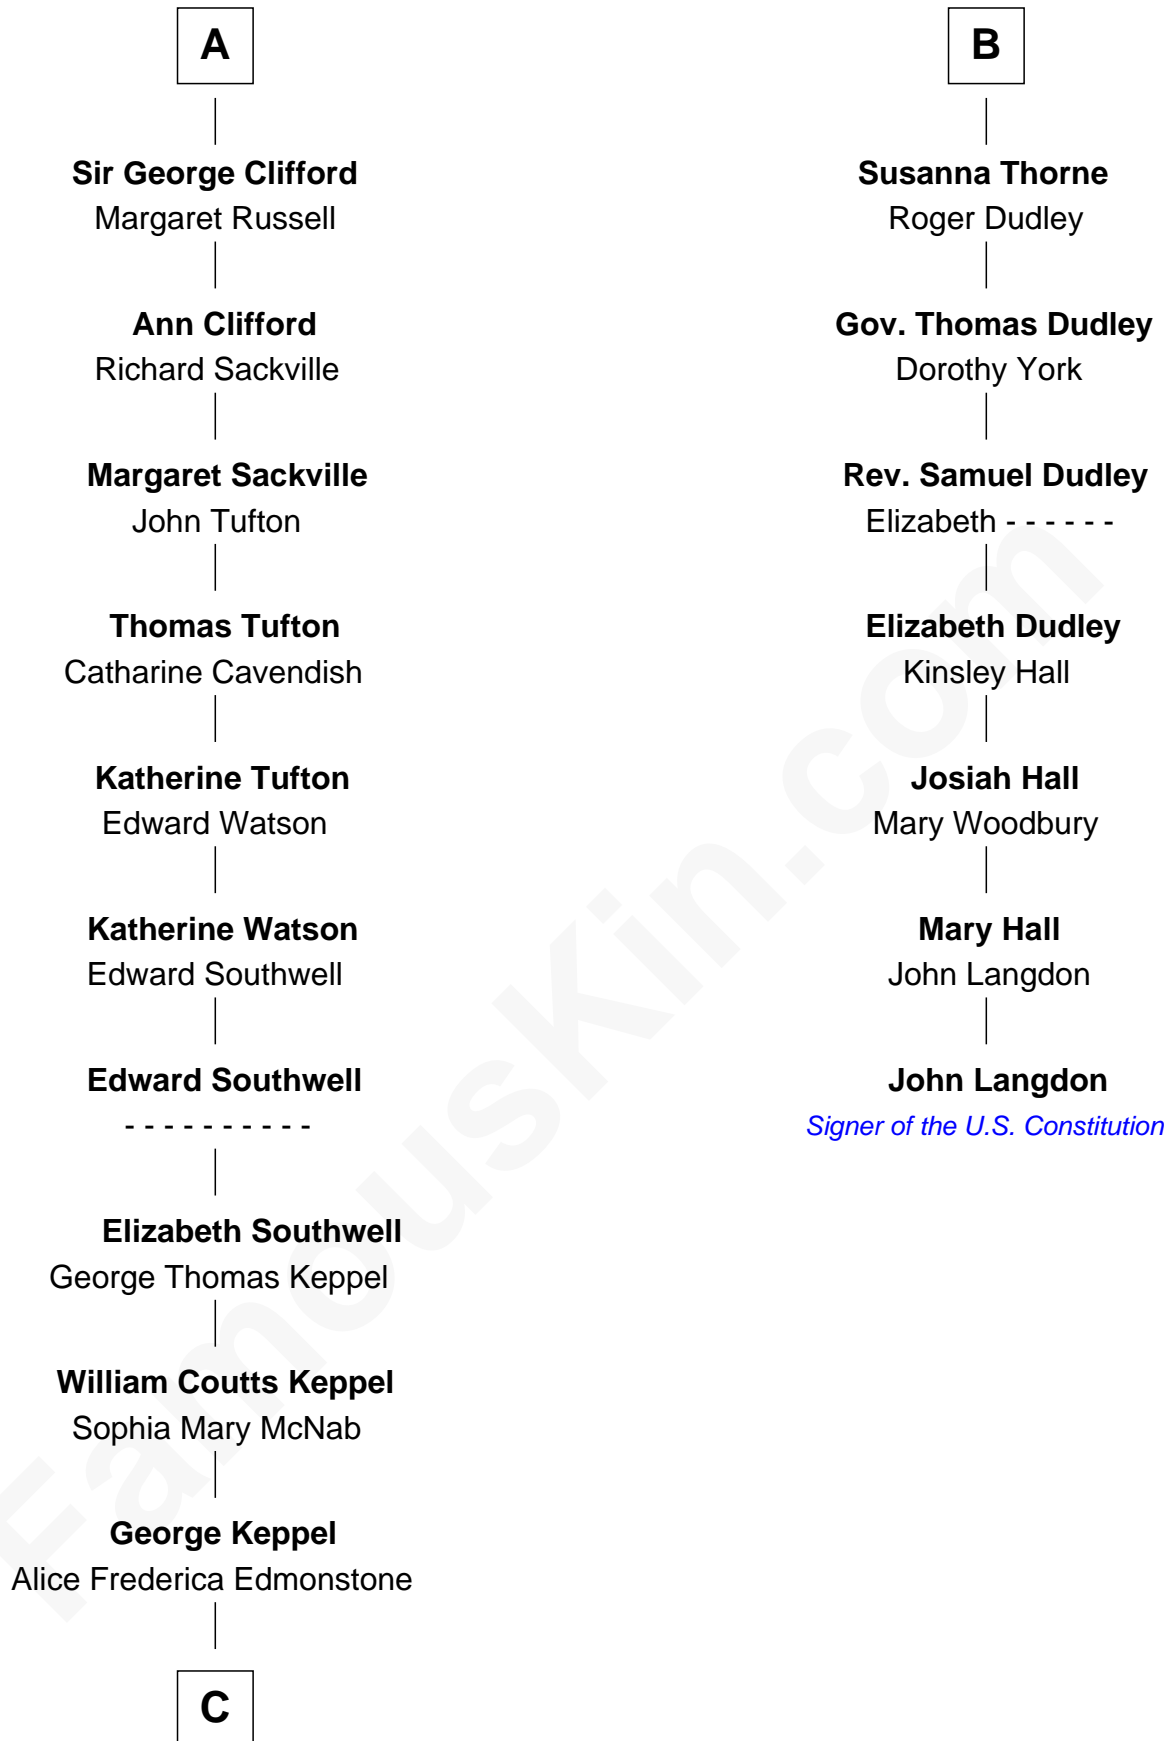 A
Sir George Clifford
Margaret Russell
Ann Clifford
Richard Sackville
Margaret Sackville
John Tufton
Thomas Tufton
Catharine Cavendish
Katherine Tufton
Edward Watson
Katherine Watson
Edward Southwell
Edward Southwell
- - - - - - - - - -
Elizabeth Southwell
George Thomas Keppel
William Coutts Keppel
Sophia Mary McNab
George Keppel
Alice Frederica Edmonstone
C
B
Susanna Thorne
Roger Dudley
Gov. Thomas Dudley
Dorothy York
Rev. Samuel Dudley
Elizabeth - - - - - -
Elizabeth Dudley
Kinsley Hall
Josiah Hall
Mary Woodbury
Mary Hall
John Langdon
John Langdon
Signer of the U.S. Constitution
FamousKin.com